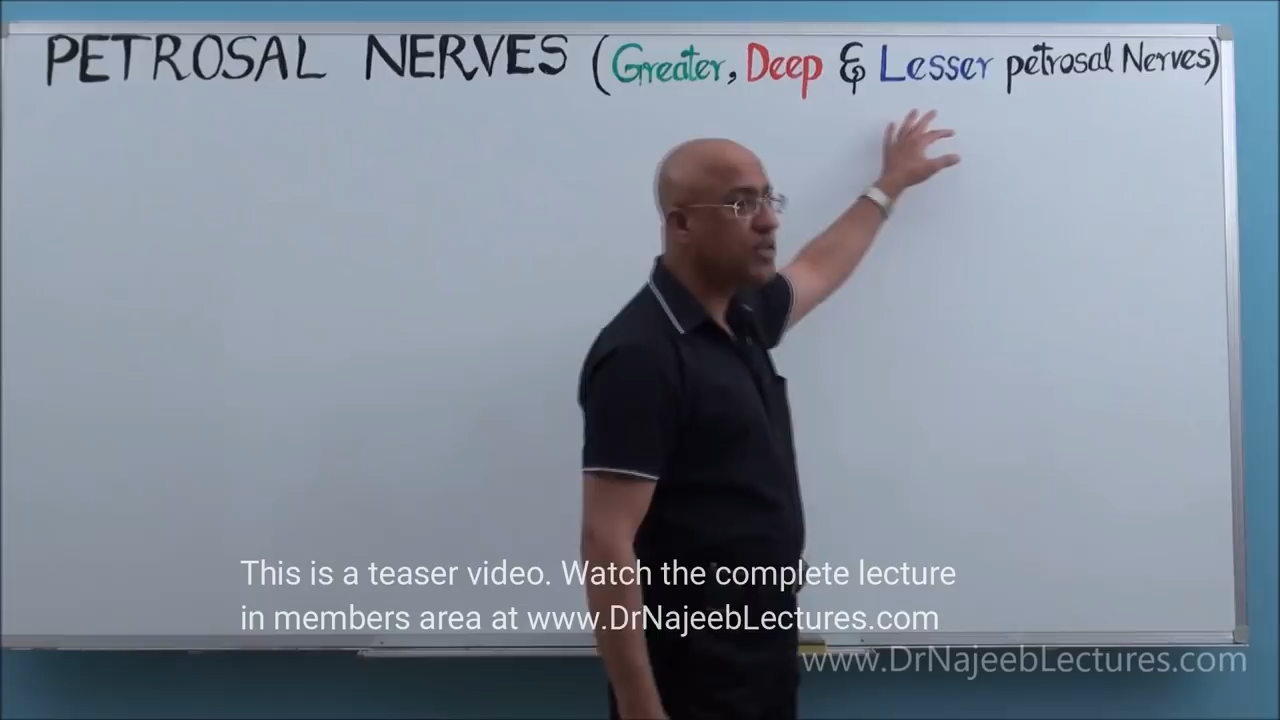 PETROSAL NERVES (Greater, Deep & Lesser petrosal Nerves)
This is a teaser video. Watch the complete lecture
in members area at www.DrNajeebLectures.com
www.DrNajeebLectures.com